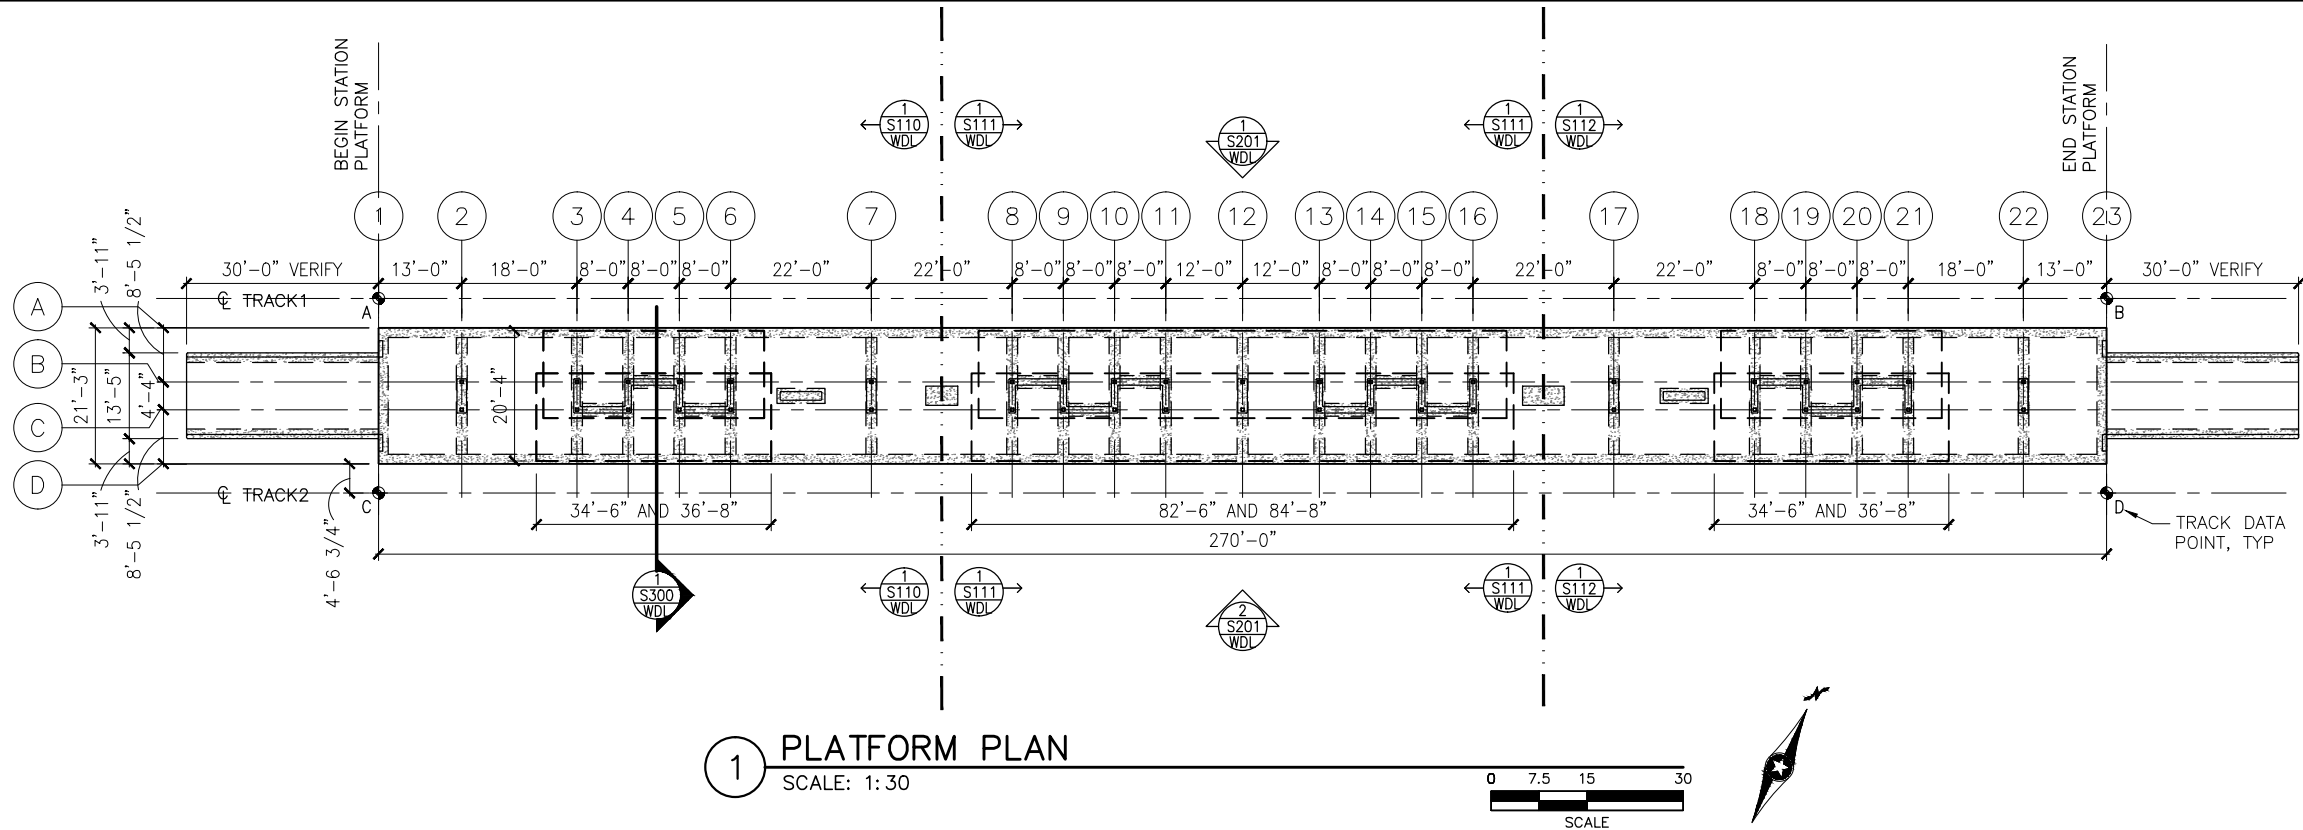 BEGIN STATION
PLATFORM
END STATION
PLATFORM
1
S110
WDL
1
S111
WDL
1
S201
WDL
1
S111
WDL
1
S112
WDL
1 2 3 4 5 6 7 8 9 10 11 12 13 14 15 16 17 18 19 20 21 22 23
30'-0" VERIFY 13'-0" 18'-0" 8'-0" 8'-0" 8'-0" 22'-0" 22'-0" 8'-0" 8'-0" 8'-0" 12'-0" 12'-0" 8'-0" 8'-0" 8'-0" 22'-0" 22'-0" 8'-0" 8'-0" 8'-0" 18'-0" 13'-0" 30'-0" VERIFY
3'-11"
8'-5 1/2"
℄ TRACK1
A
B
A
B
C
D
21'-3"
13'-5"
4'-4"
20'-4"
℄ TRACK2
C
D
3'-11"
8'-5 1/2"
4'-6 3/4"
34'-6" AND 36'-8"
82'-6" AND 84'-8"
34'-6" AND 36'-8"
270'-0"
TRACK DATA
POINT, TYP
1
S300
WDL
1
S110
WDL
1
S111
WDL
2
S201
WDL
1
S111
WDL
1
S112
WDL
N
1
PLATFORM PLAN
SCALE: 1:30
0 7.5 15 30
SCALE